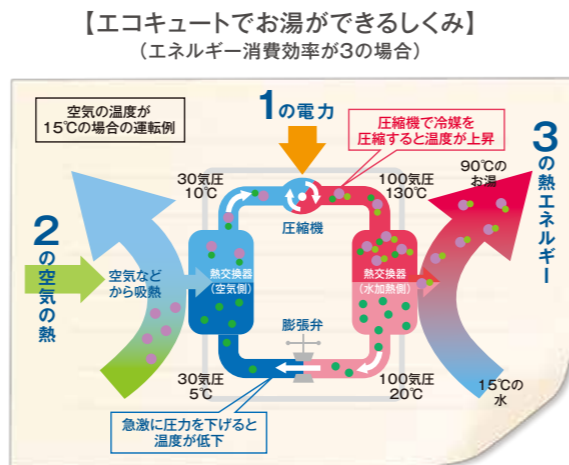 【エコキュートでお湯ができるしくみ】
（エネルギー消費効率が3の場合）
空気の温度が
15℃の場合の運転例
1の電力
圧縮機で冷媒を
圧縮すると温度が上昇
3の熱エネルギー
90℃の
お湯
30気圧
10℃
100気圧
130℃
圧縮機
2の空気の熱
空気など
から吸熱
熱交換器
（空気側）
熱交換器
（水加熱側）
膨張弁
30気圧
5℃
100気圧
20℃
15℃の
水
急激に圧力を下げると
温度が低下